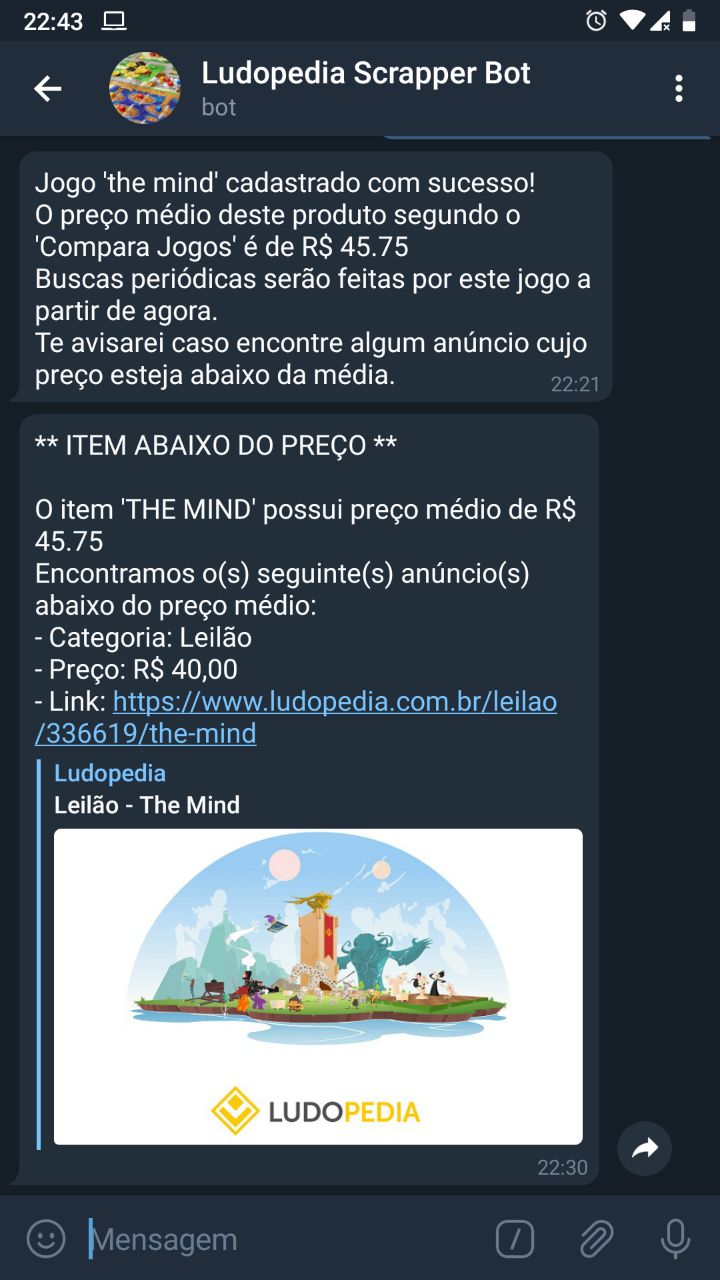 22:43
Ludopedia Scrapper Bot
bot
Jogo 'the mind' cadastrado com sucesso!
O preço médio deste produto segundo o
'Compara Jogos' é de R$ 45.75
Buscas periódicas serão feitas por este jogo a
partir de agora.
Te avisarei caso encontre algum anúncio cujo
preço esteja abaixo da média.
22:21
** ITEM ABAIXO DO PREÇO **
O item 'THE MIND' possui preço médio de R$
45.75
Encontramos o(s) seguinte(s) anúncio(s)
abaixo do preço médio:
- Categoria: Leilão
- Preço: R$ 40,00
- Link: https://www.ludopedia.com.br/leilao
/336619/the-mind
Ludopedia
Leilão - The Mind
LUDOPEDIA
22:30
Mensagem